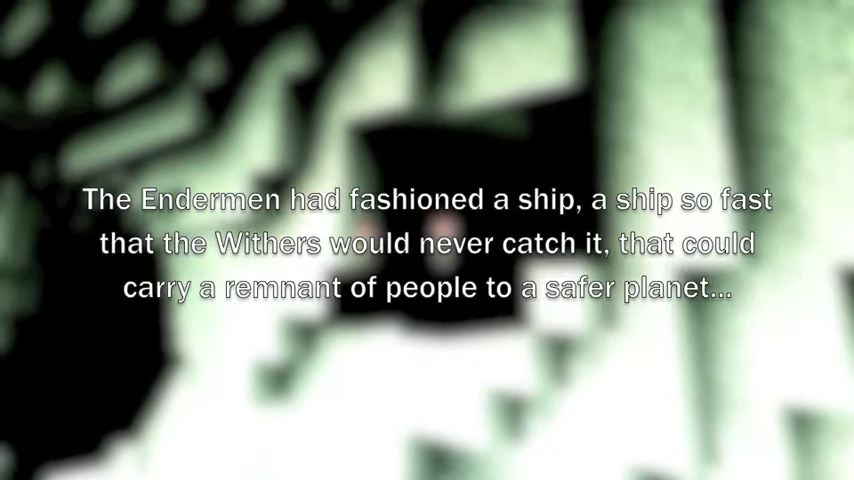 The Endermen had fashioned a ship, a ship so fast
that the Withers would never catch it, that could
carry a remnant of people to a safer planet...